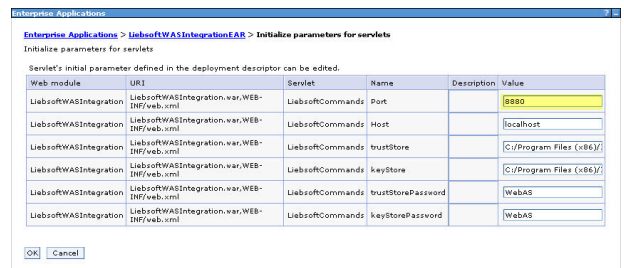 Enterprise Applications ? _
Enterprise Applications > LiebsoftWASIntegrationEAR > Initialize parameters for servlets
Initialize parameters for servlets
Servlet's initial parameter defined in the deployment descriptor can be edited.
Web module URI Servlet Name Description Value
LiebsoftWASIntegration LiebsoftWASIntegration.war,WEB-INF/web.xml LiebsoftCommands Port 8880
LiebsoftWASIntegration LiebsoftWASIntegration.war,WEB-INF/web.xml LiebsoftCommands Host localhost
LiebsoftWASIntegration LiebsoftWASIntegration.war,WEB-INF/web.xml LiebsoftCommands trustStore C:/Program Files (x86)/
LiebsoftWASIntegration LiebsoftWASIntegration.war,WEB-INF/web.xml LiebsoftCommands keyStore C:/Program Files (x86)/
LiebsoftWASIntegration LiebsoftWASIntegration.war,WEB-INF/web.xml LiebsoftCommands trustStorePassword WebAS
LiebsoftWASIntegration LiebsoftWASIntegration.war,WEB-INF/web.xml LiebsoftCommands keyStorePassword WebAS
OK Cancel